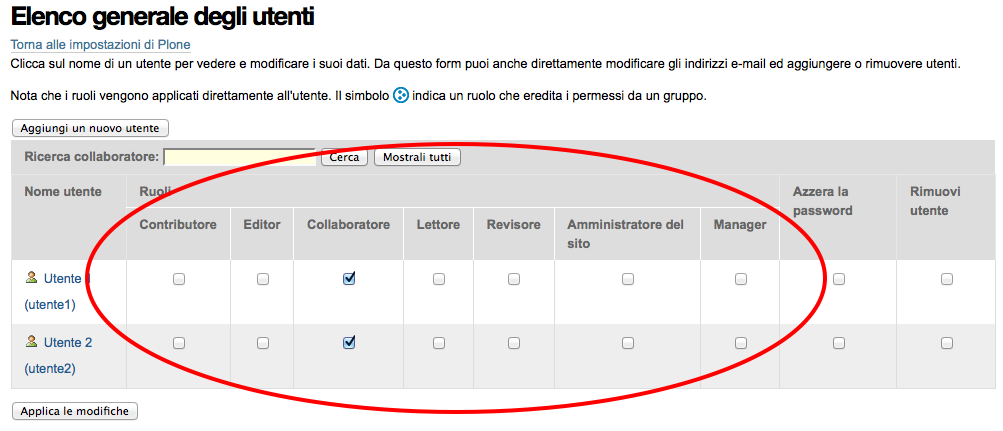 Elenco generale degli utenti
Torna alle impostazioni di Plone
Clicca sul nome di un utente per vedere e modificare i suoi dati. Da questo form puoi anche direttamente modificare gli indirizzi e-mail ed aggiungere o rimuovere utenti.
Nota che i ruoli vengono applicati direttamente all'utente. Il simbolo indica un ruolo che eredita i permessi da un gruppo.
Aggiungi un nuovo utente
Ricerca collaboratore: Cerca Mostrali tutti
Nome utente Ruoli Azzera la password Rimuovi utente
Contributore Editor Collaboratore Lettore Revisore Amministratore del sito Manager
Utente
(utente1)
Utente 2
(utente2)
Applica le modifiche